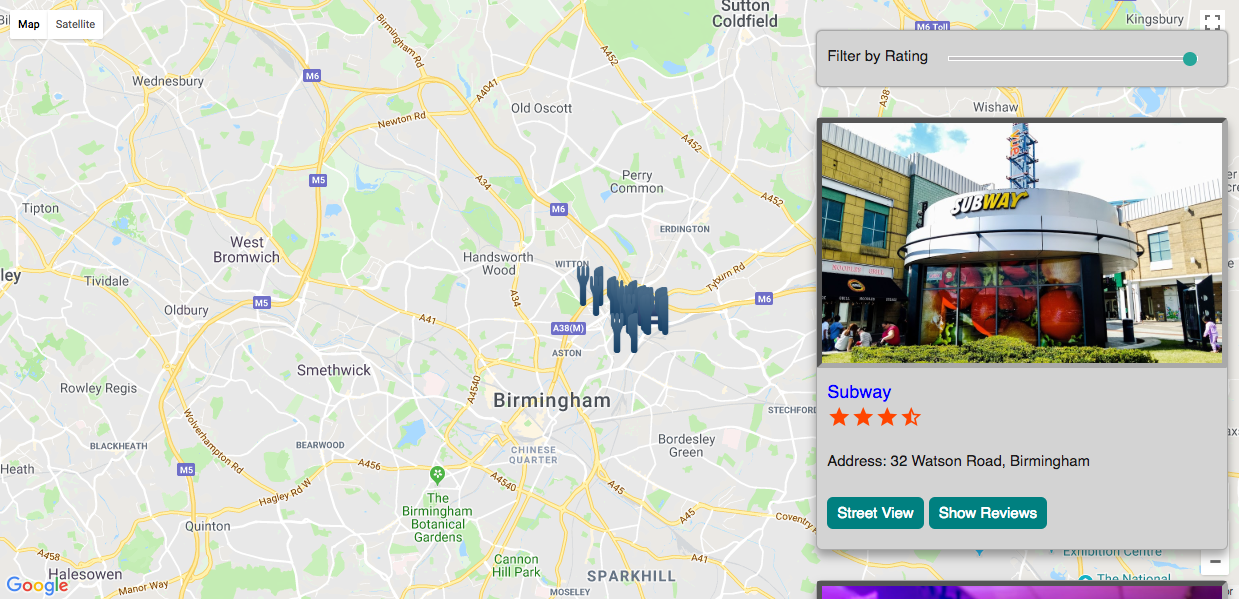 Map
Satellite
Sutton
Coldfield
Kingsbury
M6 Toll
Filter by Rating
Birmingham Rd
A452
Wednesbury
M6
A4041
Old Oscott
A38
Wishaw
Newton Rd
A452
M5
A34
Perry
Common
SUBWAY
Tipton
M6
A452
ERDINGTON
West
Bromwich
Handsworth
Wood
WITTON
Tyburn Rd
ley
Tividale
NOODLES GRILL
A34
M6
M5
Oldbury
A41
A38(M)
ASTON
Smethwick
Rowley Regis
A4540
Birmingham
Subway
STECHFORD
Wolverhampton Rd
BLACKHEATH
BEARWOOD
CHINESE
QUARTER
Bordesley
Green
Address: 32 Watson Road, Birmingham
Heath
M5
A456
Hagley Rd W
A4540
A45
The
Birmingham
Botanical
Gardens
Street View
Show Reviews
Quinton
A45
Coventry
A458
Cannon
Hill Park
A41
Exhibition Centre
Halesowen
Manor Way
SPARKHILL
The National
MOSELEY
Google